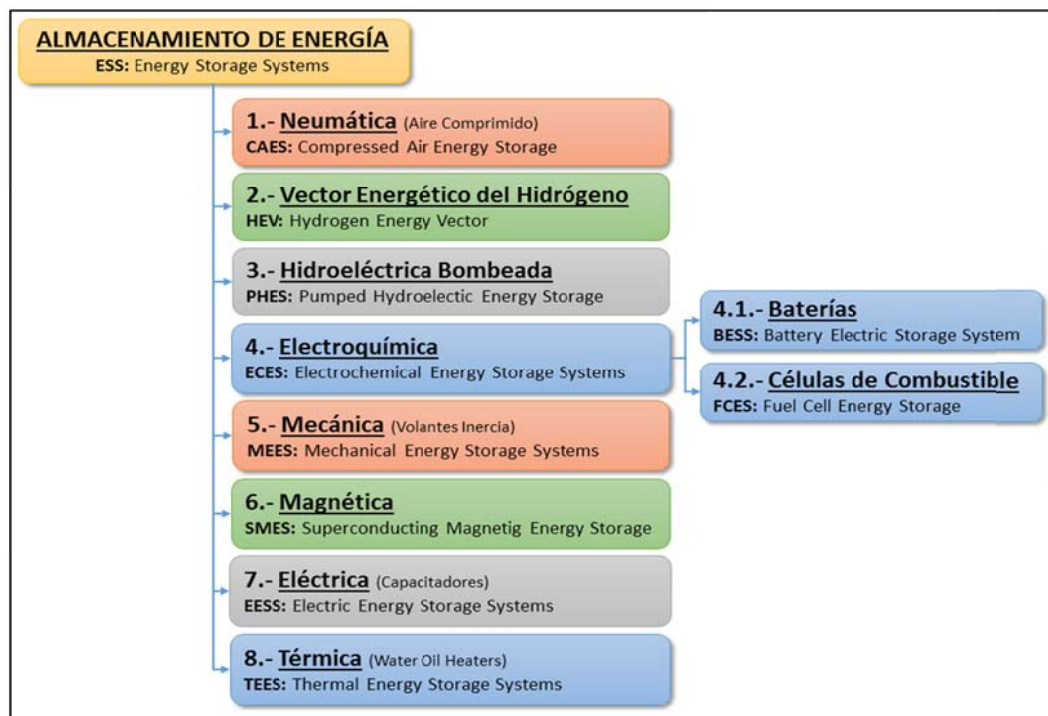 ALMACENAMIENTO DE ENERGÍA
ESS: Energy Storage Systems
1.- Neumática (Aire Comprimido)
CAES: Compressed Air Energy Storage
2.- Vector Energético del Hidrógeno
HEV: Hydrogen Energy Vector
3.- Hidroeléctrica Bombeada
PHES: Pumped Hydroelectic Energy Storage
4.- Electroquímica
ECES: Electrochemical Energy Storage Systems
4.1.- Baterías
BESS: Battery Electric Storage System
4.2.- Células de Combustible
FCES: Fuel Cell Energy Storage
5.- Mecánica (Volantes Inercia)
MEES: Mechanical Energy Storage Systems
6.- Magnética
SMES: Superconducting Magnetig Energy Storage
7.- Eléctrica (Capacitadores)
EESS: Electric Energy Storage Systems
8.- Térmica (Water Oil Heaters)
TEES: Thermal Energy Storage Systems